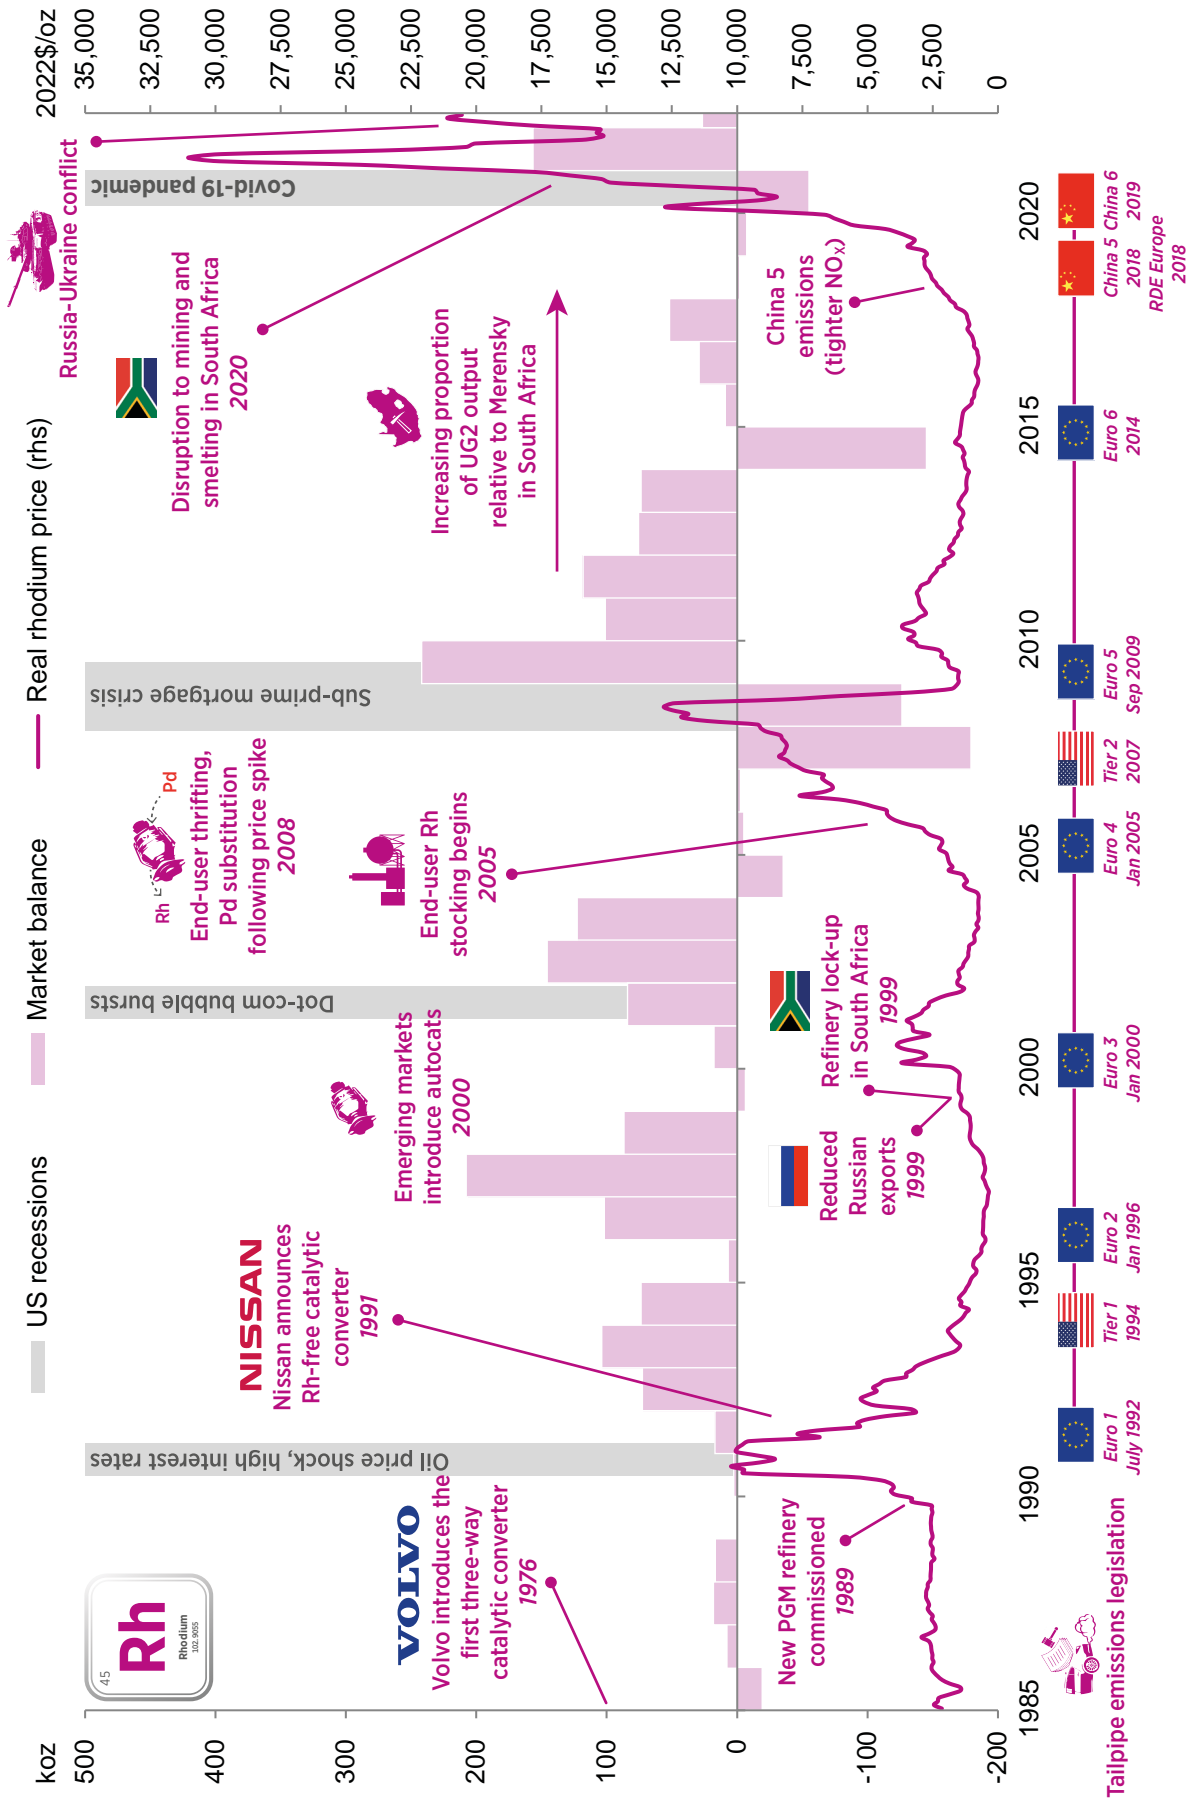 US recessions
Market balance
Real rhodium price (rhs)
koz
2022$/oz
500
400
300
200
100
0
-100
-200
35,000
32,500
30,000
27,500
25,000
22,500
20,000
17,500
15,000
12,500
10,000
7,500
5,000
2,500
0
45
Rh
Rhodium
102.9055
VOLVO
Volvo introduces the
first three-way
catalytic converter
1976
New PGM refinery
commissioned
1989
Oil price shock, high interest rates
NISSAN
Nissan announces
Rh-free catalytic
converter
1991
Emerging markets
introduce autocats
2000
Reduced
Russian
exports
1999
Refinery lock-up
in South Africa
1999
Dot-com bubble bursts
Rh
Pd
End-user thrifting,
Pd substitution
following price spike
2008
End-user Rh
stocking begins
2005
Sub-prime mortgage crisis
Increasing proportion
of UG2 output
relative to Merensky
in South Africa
Disruption to mining and
smelting in South Africa
2020
China 5
emissions
(tighter NOx)
Covid-19 pandemic
Russia-Ukraine conflict
1985
1990
1995
2000
2005
2010
2015
2020
Tailpipe emissions legislation
Euro 1
July 1992
Tier 1
1994
Euro 2
Jan 1996
Euro 3
Jan 2000
Euro 4
Jan 2005
Tier 2
2007
Euro 5
Sep 2009
Euro 6
2014
China 5
2018
RDE Europe
2018
China 6
2019